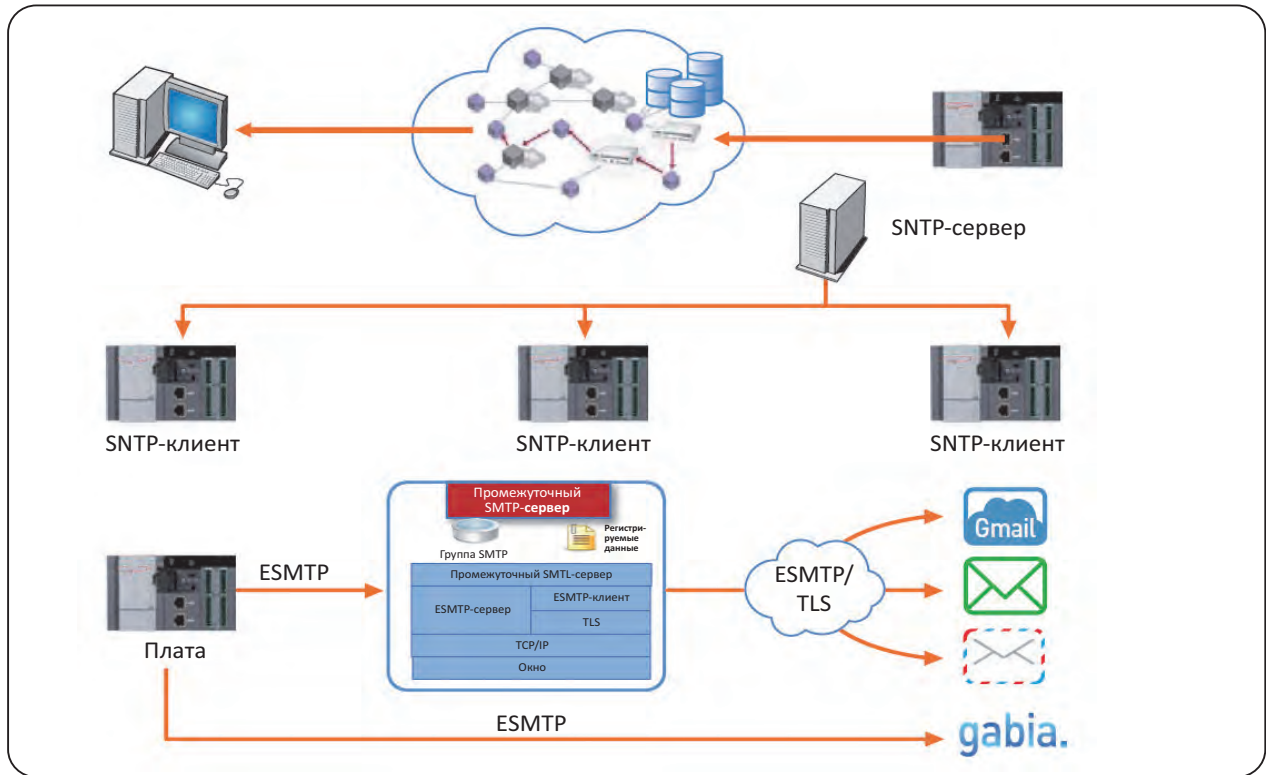 SNTP-сервер
SNTP-клиент
SNTP-клиент
SNTP-клиент
Промежуточный
SMTP-сервер
Группа SMTP
Регистри-
руемые
данные
Промежуточный SMTL-сервер
ESMTP-сервер
ESMTP-клиент
TLS
TCP/IP
Окно
ESMTP
Плата
ESMTP/
TLS
Gmail
ESMTP
gabia.